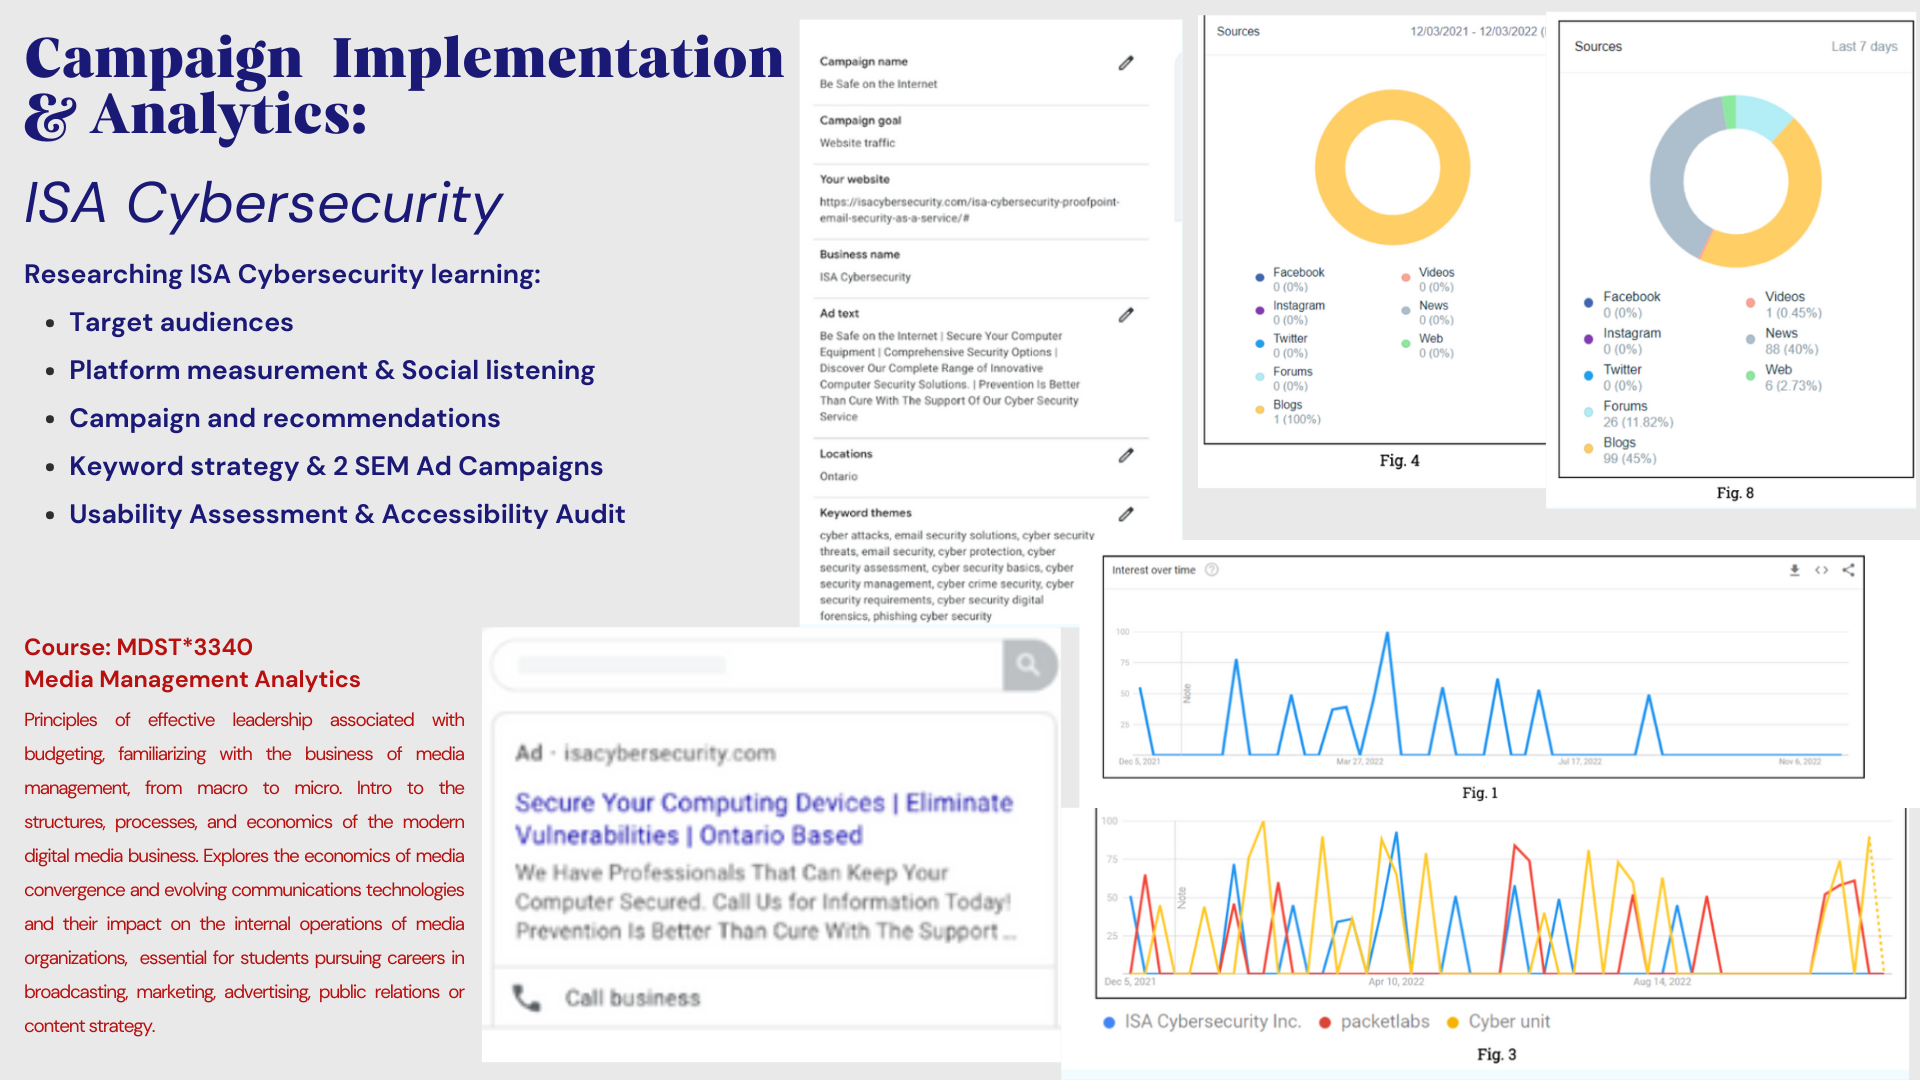 Campaign Implementation
& Analytics:
ISA Cybersecurity
Researching ISA Cybersecurity learning:
• Target audiences
• Platform measurement & Social listening
• Campaign and recommendations
• Keyword strategy & 2 SEM Ad Campaigns
• Usability Assessment & Accessibility Audit
Course: MDST*3340
Media Management Analytics
Principles of effective leadership associated with
budgeting, familiarizing with the business of media
management, from macro to micro. Intro to the
structures, processes, and economics of the modern
digital media business. Explores the economics of media
convergence and evolving communications technologies
and their impact on the internal operations of media
organizations, essential for students pursuing careers in
broadcasting, marketing, advertising, public relations or
content strategy.
Campaign name
Be Safe on the Internet
Campaign goal
Website traffic
Your website
https://isacybersecurity.com/isa-cybersecurity-proofpoint-
email-security-as-a-service/#
Business name
ISA Cybersecurity
Ad text
Be Safe on the Internet | Secure Your Computer
Equipment | Comprehensive Security Options |
Discover Our Complete Range of Innovative
Computer Security Solutions. | Prevention Is Better
Than Cure With The Support Of Our Cyber Security
Service
Locations
Ontario
Keyword themes
cyber attacks, email security solutions, cyber security
threats, email security, cyber protection, cyber
security assessment, cyber security basics, cyber
security management, cyber crime security, cyber
security requirements, cyber security digital
forensics, phishing cyber security
Ad · isacybersecurity.com
Secure Your Computing Devices | Eliminate
Vulnerabilities | Ontario Based
We Have Professionals That Can Keep Your
Computer Secured. Call Us for Information Today!
Prevention Is Better Than Cure With The Support ...
Call business
Sources 12/03/2021 - 12/03/2022 (
Facebook
0 (0%)
Instagram
0 (0%)
Twitter
0 (0%)
Forums
0 (0%)
Blogs
1 (100%)
Videos
0 (0%)
News
0 (0%)
Web
0 (0%)
Fig. 4
Sources Last 7 days
Facebook
0 (0%)
Instagram
0 (0%)
Twitter
0 (0%)
Forums
26 (11.82%)
Blogs
99 (45%)
Videos
1 (0.45%)
News
88 (40%)
Web
6 (2.73%)
Fig. 8
Interest over time
100
75
50
25
Note
Dec 5, 2021 Mar 27, 2022 Jul 17, 2022 Nov 6, 2022
Fig. 1
100
75
50
25
Note
Dec 5, 2021 Apr 10, 2022 Aug 14, 2022
ISA Cybersecurity Inc. packetlabs Cyber unit
Fig. 3